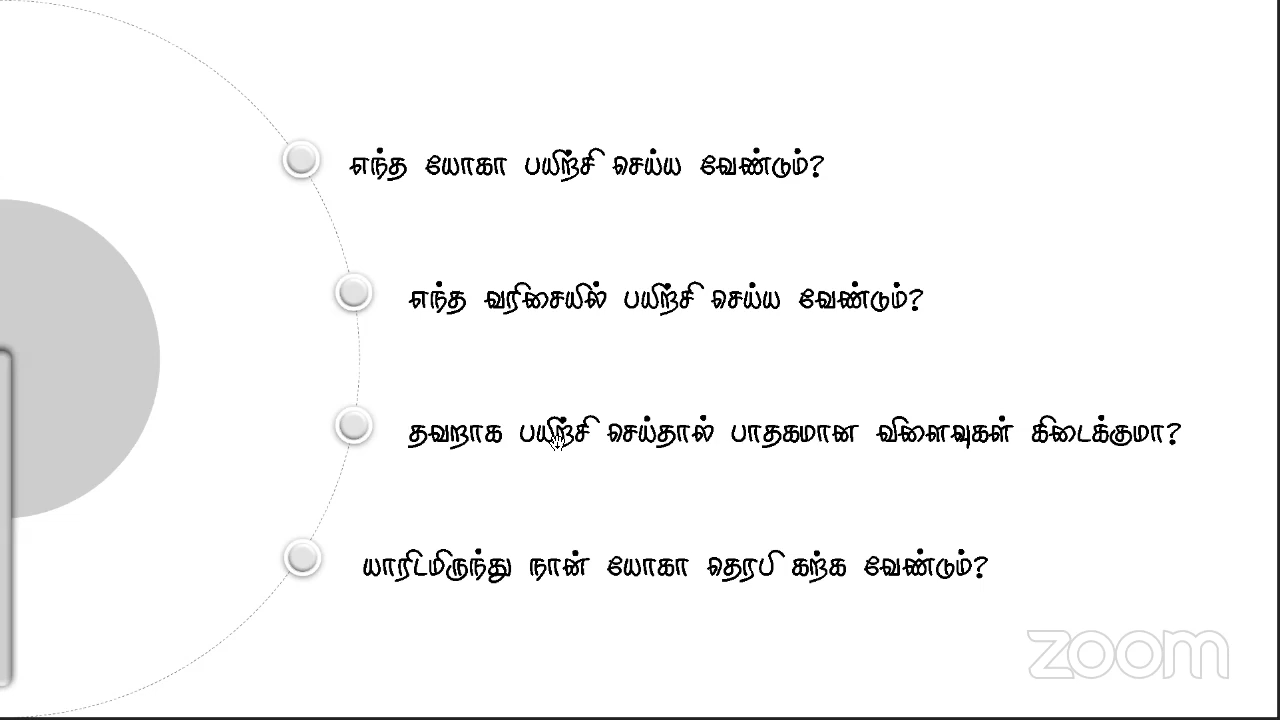 எந்த யோகா பயிற்சி செய்ய வேண்டும்?
எந்த வரிசையில் பயிற்சி செய்ய வேண்டும்?
தவறாக பயிற்சி செய்தால் பாதகமான விளைவுகள் கிடைக்குமா?
யாரிடமிருந்து நான் யோகா தெரபி கற்க வேண்டும்?
zoom